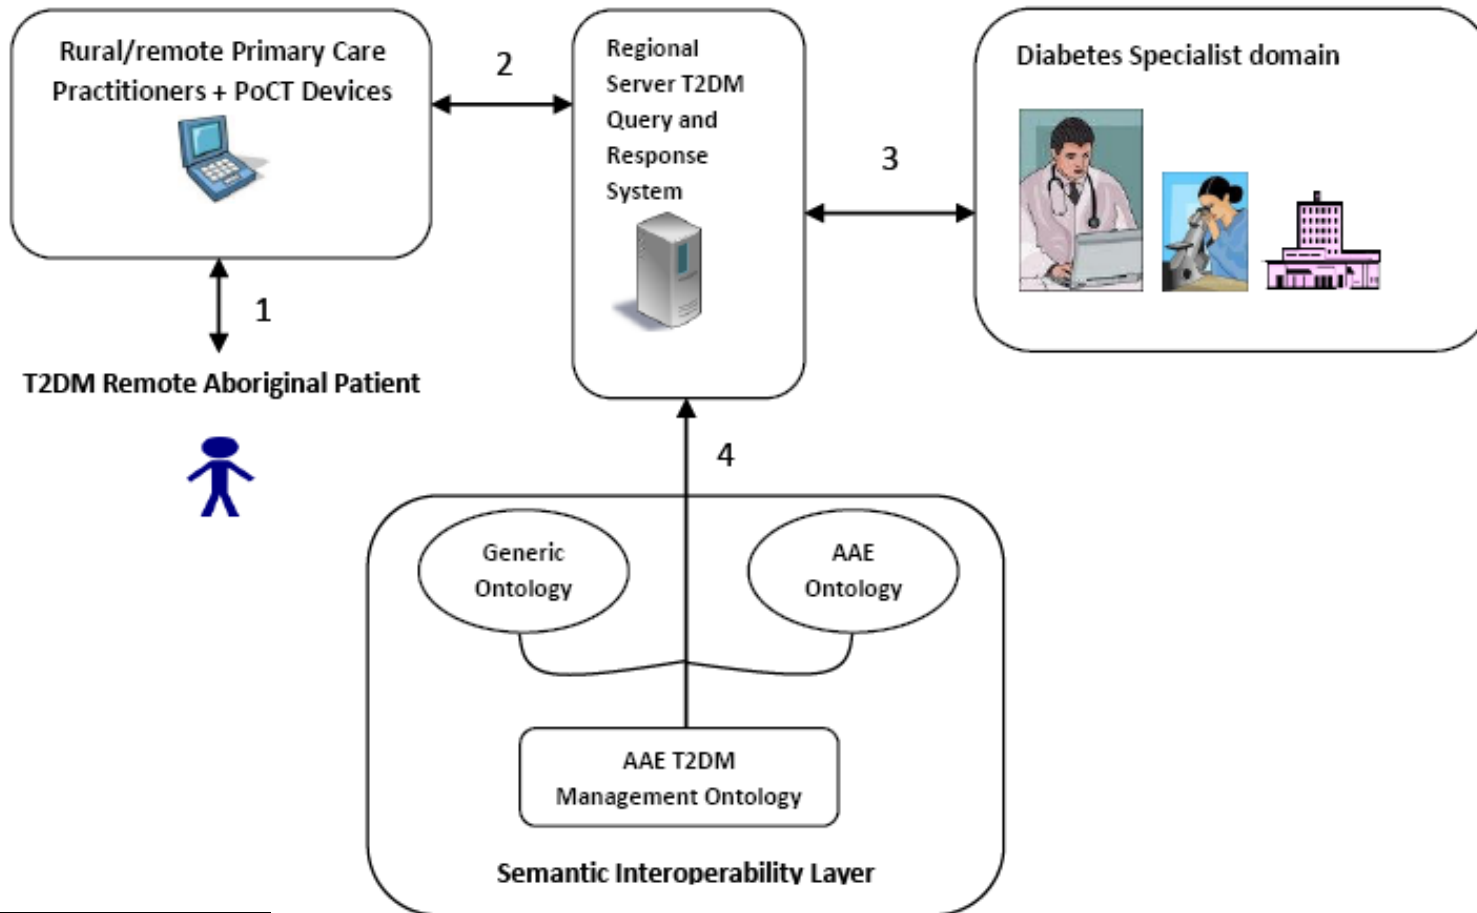 Rural/remote Primary Care
Practitioners + PoCT Devices
2
Regional
Server T2DM
Query and
Response
System
3
Diabetes Specialist domain
1
T2DM Remote Aboriginal Patient
4
Generic
Ontology
AAE
Ontology
AAE T2DM
Management Ontology
Semantic Interoperability Layer